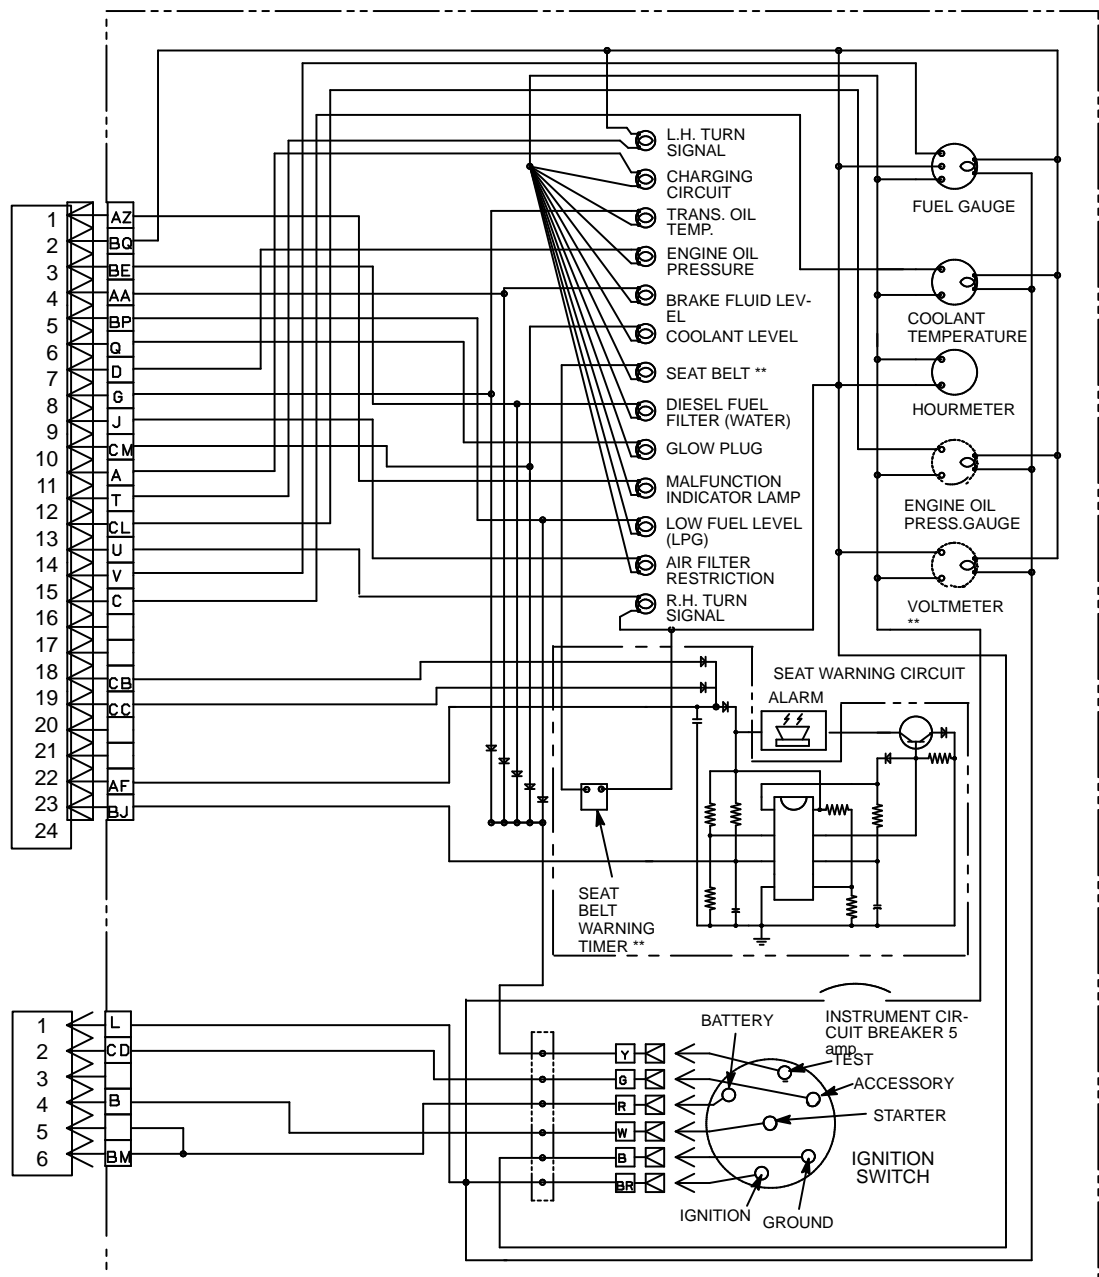 L.H. TURN
SIGNAL
CHARGING
CIRCUIT
TRANS. OIL
TEMP.
ENGINE OIL
PRESSURE
BRAKE FLUID LEV-
EL
COOLANT LEVEL
SEAT BELT **
DIESEL FUEL
FILTER (WATER)
GLOW PLUG
MALFUNCTION
INDICATOR LAMP
LOW FUEL LEVEL
(LPG)
AIR FILTER
RESTRICTION
R.H. TURN
SIGNAL
FUEL GAUGE
COOLANT
TEMPERATURE
HOURMETER
ENGINE OIL
PRESS.GAUGE
VOLTMETER
**
1 AZ
2 BQ
3 BE
4 AA
5 BP
6 Q
7 D
8 G
9 J
10 CM
11 A
12 T
13 CL
14 U
15 V
16 C
17
18
19 CB
20 CC
21
22
23 AF
24 BJ
SEAT WARNING CIRCUIT
ALARM
SEAT
BELT
WARNING
TIMER **
1 L
2 CD
3
4 B
5
6 BM
INSTRUMENT CIR-
CUIT BREAKER 5
amp
BATTERY
TEST
ACCESSORY
STARTER
IGNITION
SWITCH
IGNITION
GROUND
Y
G
R
W
B
BR